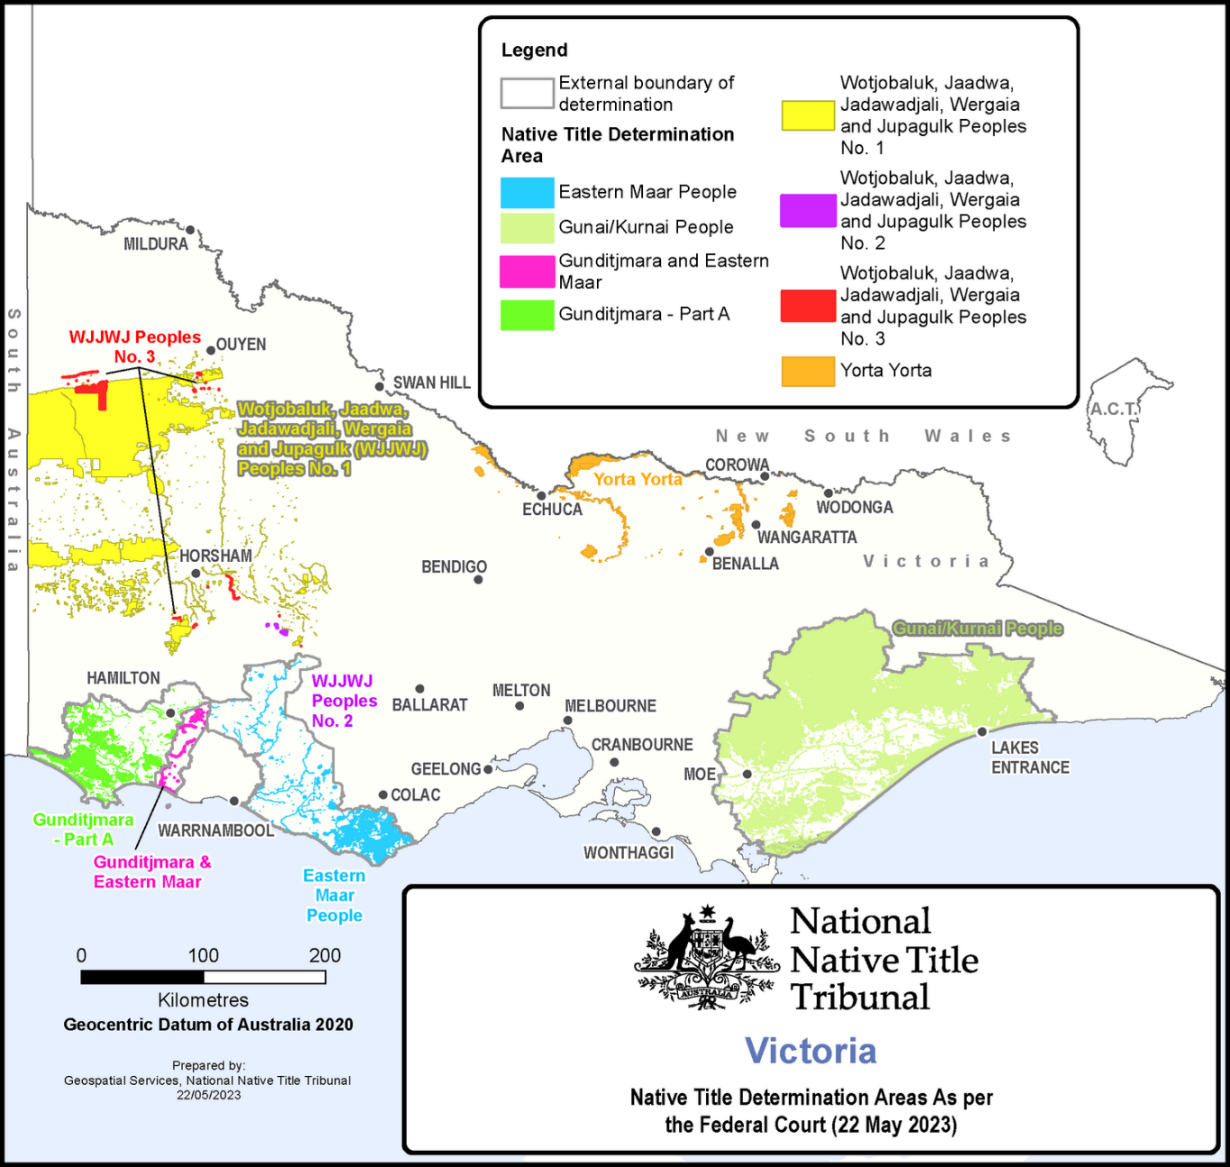 Legend
External boundary of
determination
Native Title Determination
Area
Eastern Maar People
Gunai/Kurnai People
Gunditjmara and Eastern
Maar
Gunditjmara - Part A
Wotjobaluk, Jaadwa,
Jadawadjali, Wergaia
and Jupagulk Peoples
No. 1
Wotjobaluk, Jaadwa,
Jadawadjali, Wergaia
and Jupagulk Peoples
No. 2
Wotjobaluk, Jaadwa,
Jadawadjali, Wergaia
and Jupagulk Peoples
No. 3
Yorta Yorta
MILDURA
South Australia
WJJWJ Peoples
No. 3
OUYEN
SWAN HILL
A.C.T.
Wotjobaluk, Jaadwa,
Jadawadjali, Wergaia
and Jupagulk (WJJWJ)
Peoples No. 1
New South Wales
COROWA
Yorta Yorta
ECHUCA
WODONGA
WANGARATTA
HORSHAM
BENDIGO
BENALLA
Victoria
Gunai/Kurnai People
HAMILTON
WJJWJ
Peoples
No. 2
BALLARAT
MELTON
MELBOURNE
CRANBOURNE
GEELONG
MOE
LAKES
ENTRANCE
COLAC
Gunditjmara
- Part A
WARRNAMBOOL
WONTHAGGI
Gunditjmara &
Eastern Maar
Eastern
Maar
People
0 100 200
Kilometres
Geocentric Datum of Australia 2020
Prepared by:
Geospatial Services, National Native Title Tribunal
22/05/2023
AUSTRALIA
National
Native Title
Tribunal
Victoria
Native Title Determination Areas As per
the Federal Court (22 May 2023)